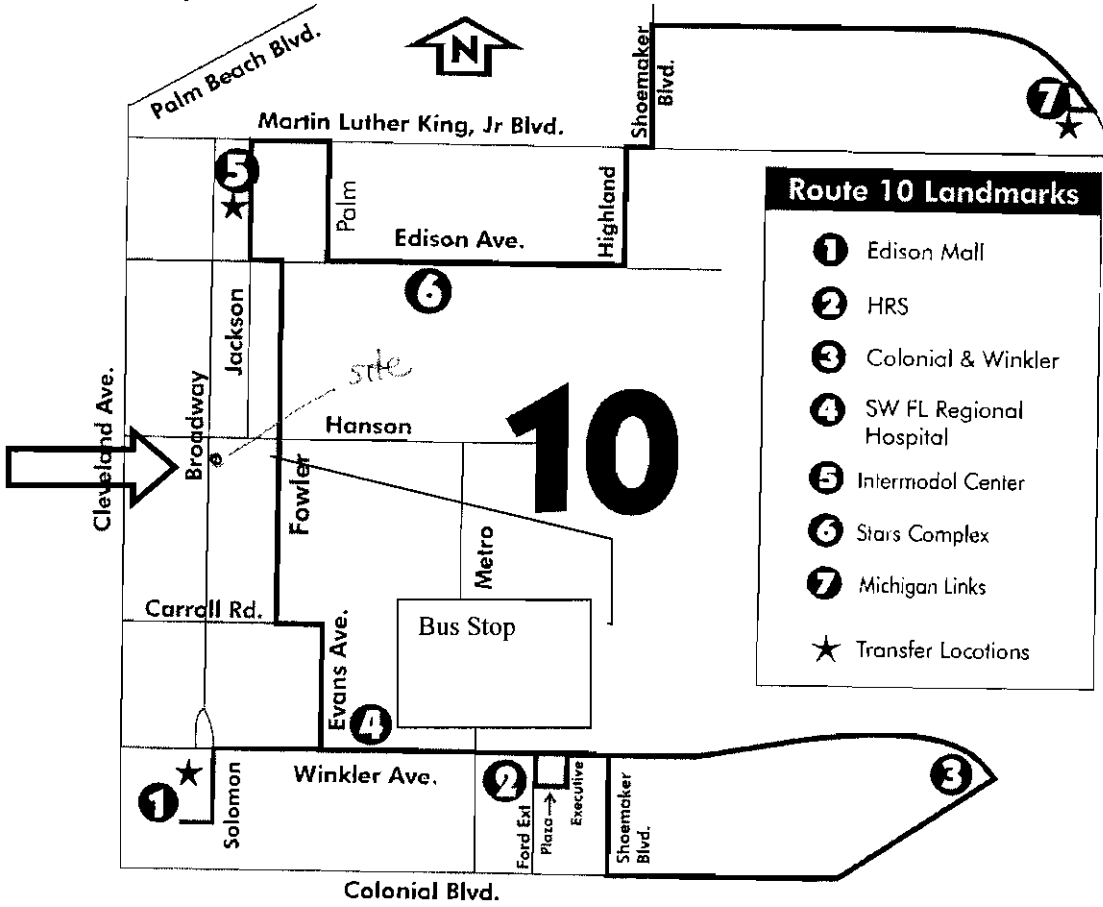 Palm Beach Blvd.
N
Shoemaker
Blvd.
7
Martin Luther King, Jr Blvd.
5
Palm
Highland
Edison Ave.
6
Route 10 Landmarks
1 Edison Mall
2 HRS
3 Colonial & Winkler
4 SW FL Regional
Hospital
5 Intermodol Center
6 Stars Complex
7 Michigan Links
Transfer Locotions
Jackson
site
Cleveland Ave.
Broadway
Hanson
10
Fowler
Metro
Carroll Rd.
Evans Ave.
Bus Stop
4
Winkler Ave.
1
Solomon
2
Ford Ext
Plaza
Executive
Shoemaker
Blvd.
3
Colonial Blvd.